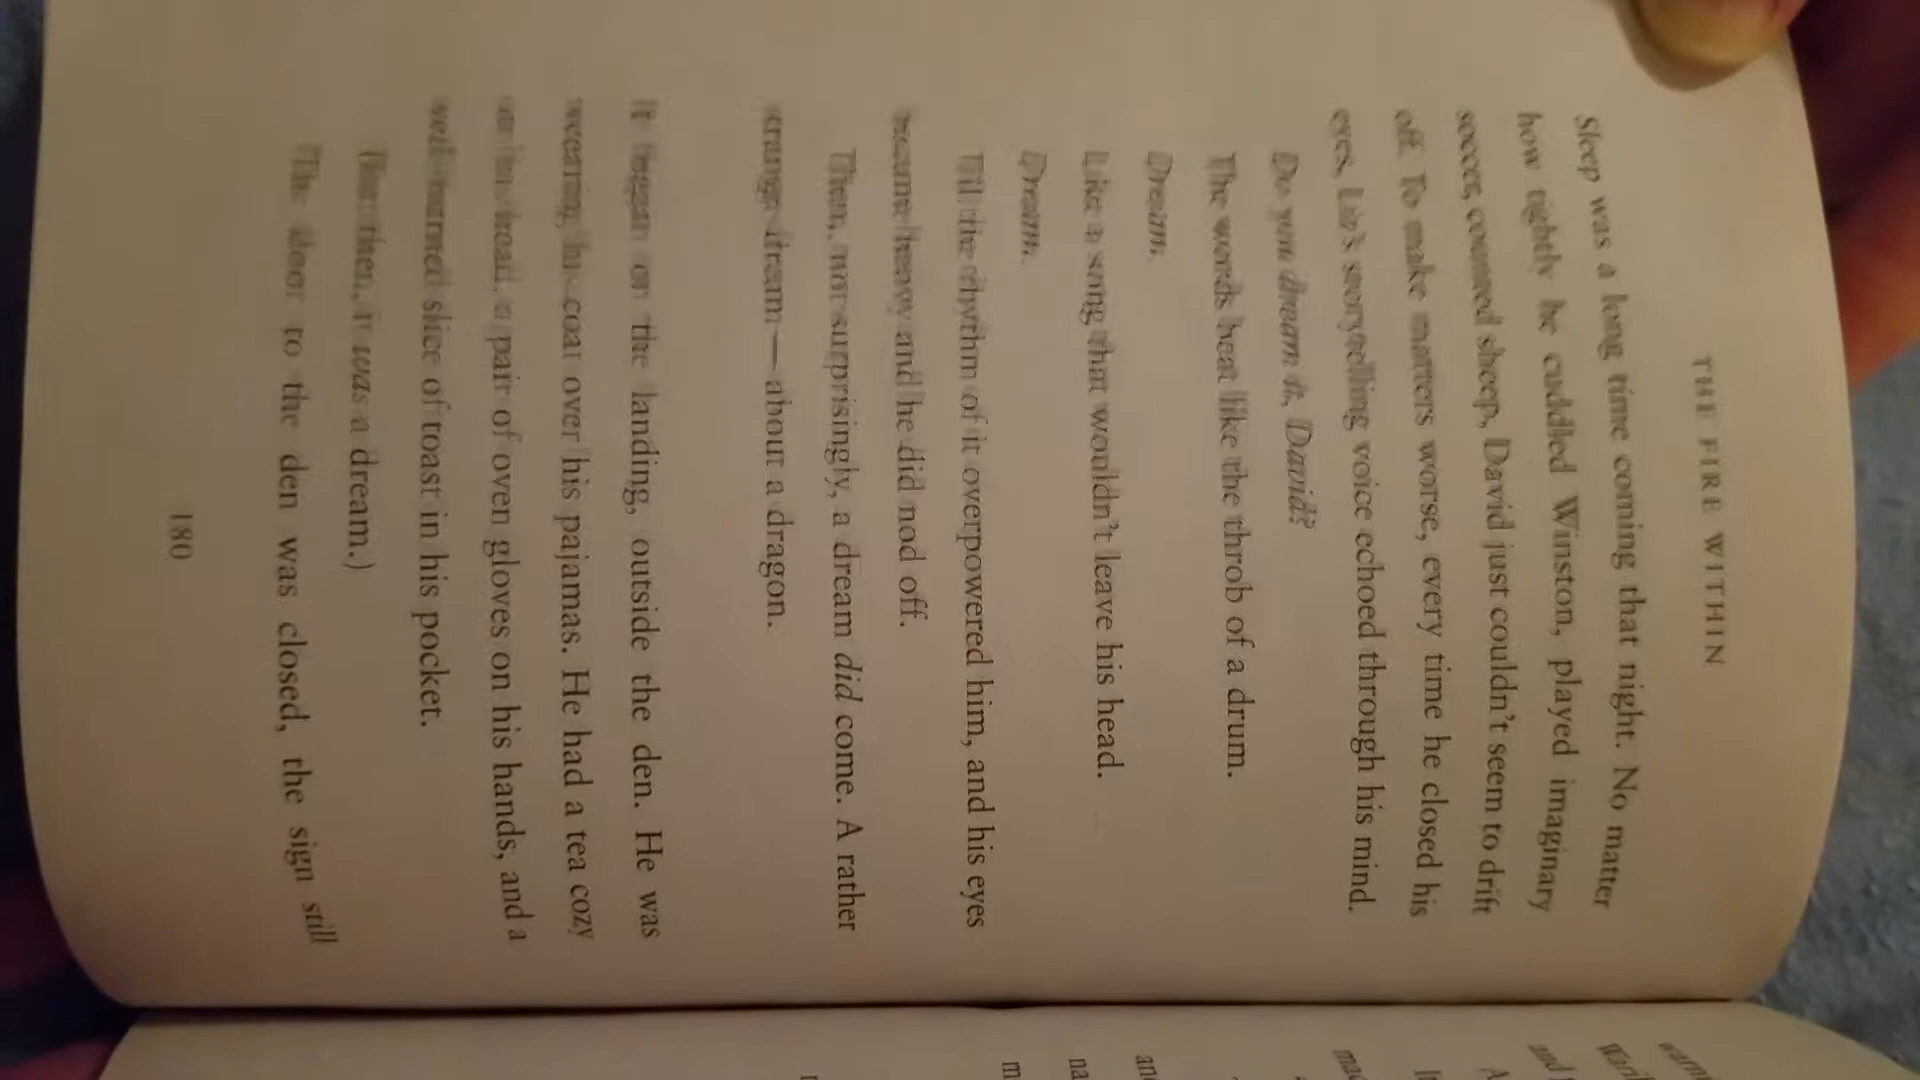 THE FIRE WITHIN
Sleep was a long time coming that night. No matter
how tightly he cuddled Winston, played imaginary
soccer, counted sheep, David just couldn't seem to drift
off. To make matters worse, every time he closed his
eyes, Liz's storytelling voice echoed through his mind.
Do you dream it, David?
The words beat like the throb of a drum.
Dream.
Like a song that wouldn't leave his head.
Dream.
Till the rhythm of it overpowered him, and his eyes
became heavy and he did nod off.
Then, not surprisingly, a dream did come. A rather
strange dream—about a dragon.
It began on the landing, outside the den. He was
wearing his coat over his pajamas. He had a tea cozy
on his head, a pair of oven gloves on his hands, and a
well-burned slice of toast in his pocket.
then, it was a dream.)
The door to the den was closed, the sign still
180
and
na
m